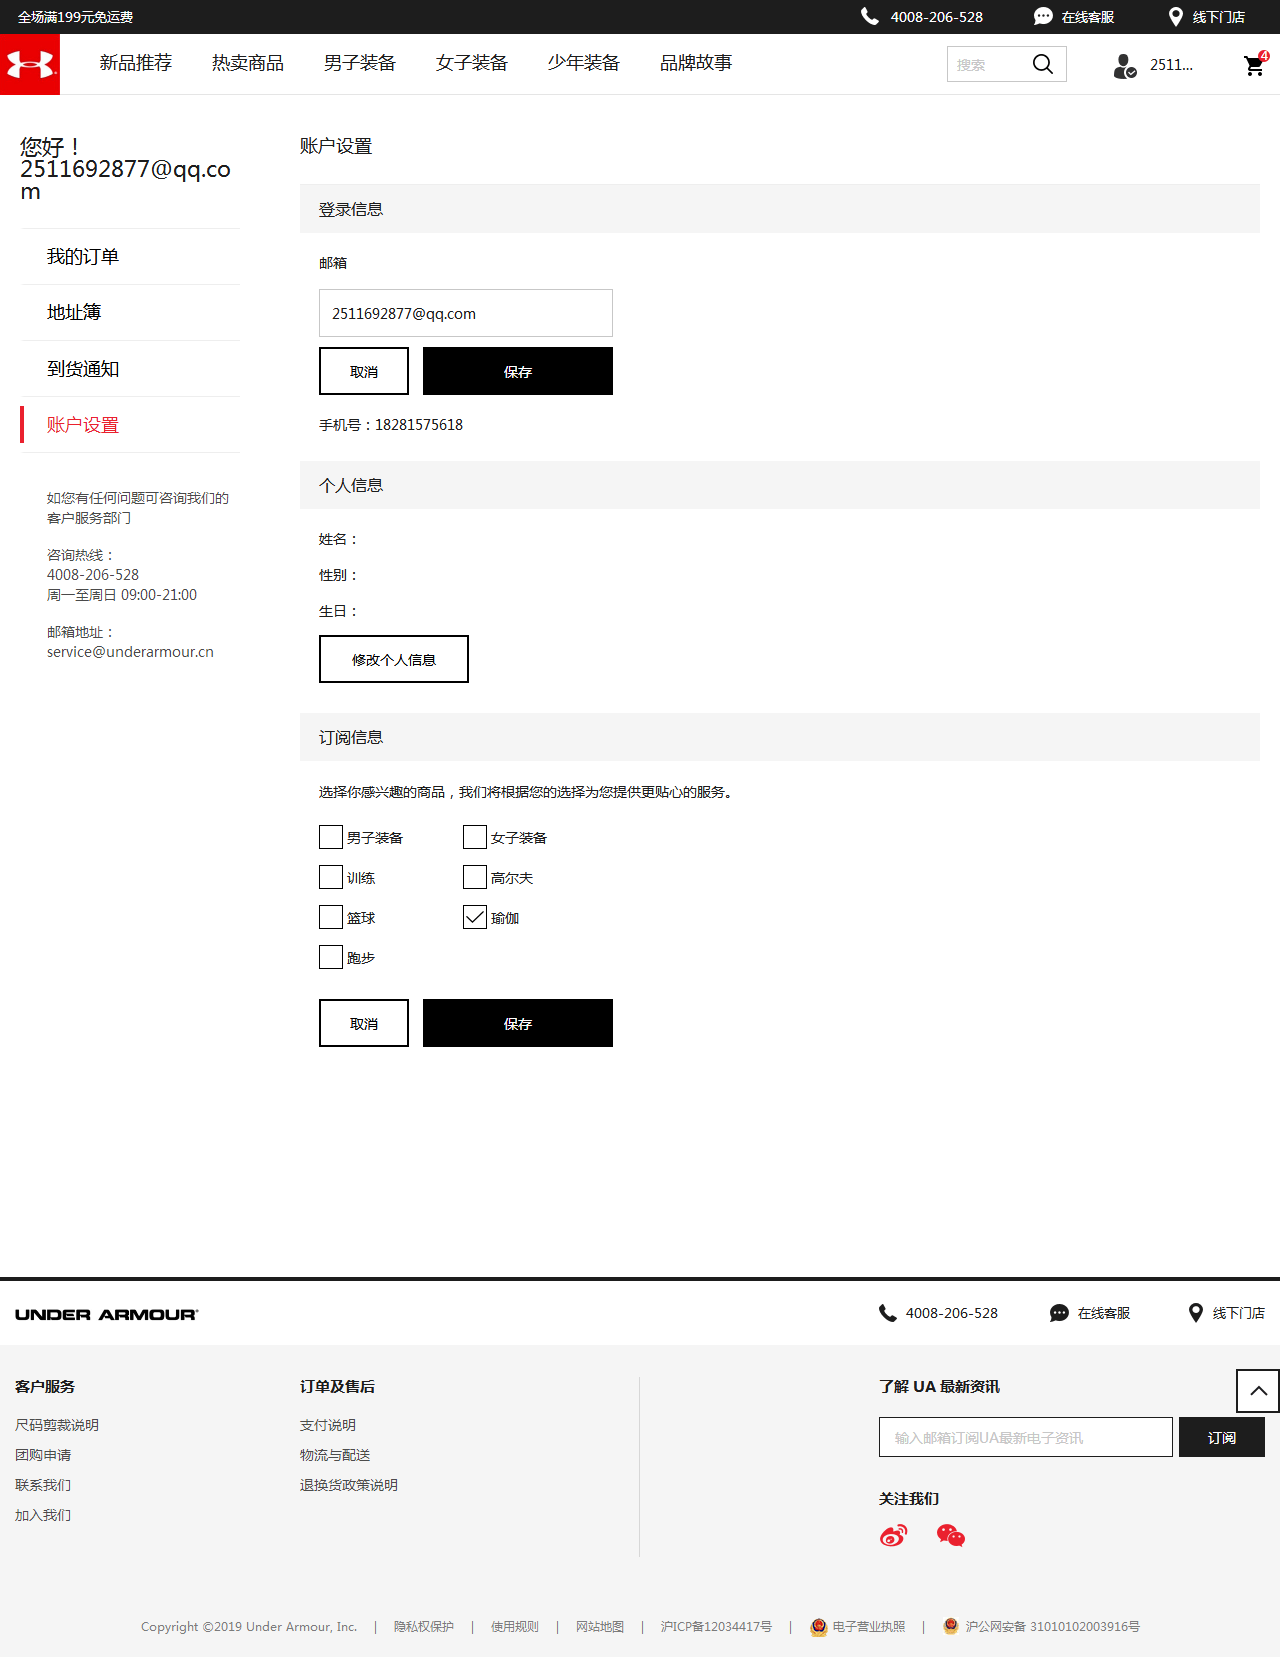 全场满199元免运费
4008-206-528
在线客服
线下门店
新品推荐
热卖商品
男子装备
女子装备
少年装备
品牌故事
搜索
2511...
4
您好！
2511692877@qq.co
m
我的订单
地址簿
到货通知
账户设置
如您有任何问题可咨询我们的
客户服务部门
咨询热线：
4008-206-528
周一至周日 09:00-21:00
邮箱地址：
service@underarmour.cn
账户设置
登录信息
邮箱
2511692877@qq.com
取消
保存
手机号：18281575618
个人信息
姓名：
性别：
生日：
修改个人信息
订阅信息
选择你感兴趣的商品，我们将根据您的选择为您提供更贴心的服务。
男子装备
女子装备
训练
高尔夫
篮球
瑜伽
跑步
取消
保存
UNDER ARMOUR
4008-206-528
在线客服
线下门店
客户服务
尺码剪裁说明
团购申请
联系我们
加入我们
订单及售后
支付说明
物流与配送
退换货政策说明
了解 UA 最新资讯
输入邮箱订阅UA最新电子资讯
订阅
关注我们
Copyright ©2019 Under Armour, Inc. | 隐私权保护 | 使用规则 | 网站地图 | 沪ICP备12034417号 | 电子营业执照 | 沪公网安备 31010102003916号